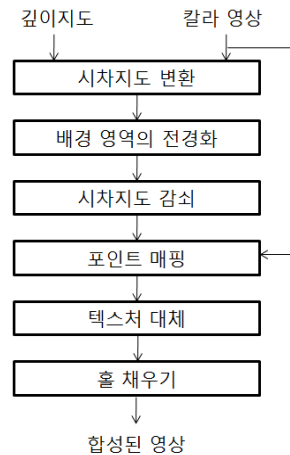 깊이지도 칼라 영상
시차지도 변환
배경 영역의 전경화
시차지도 감쇠
포인트 매핑
텍스처 대체
홀 채우기
합성된 영상